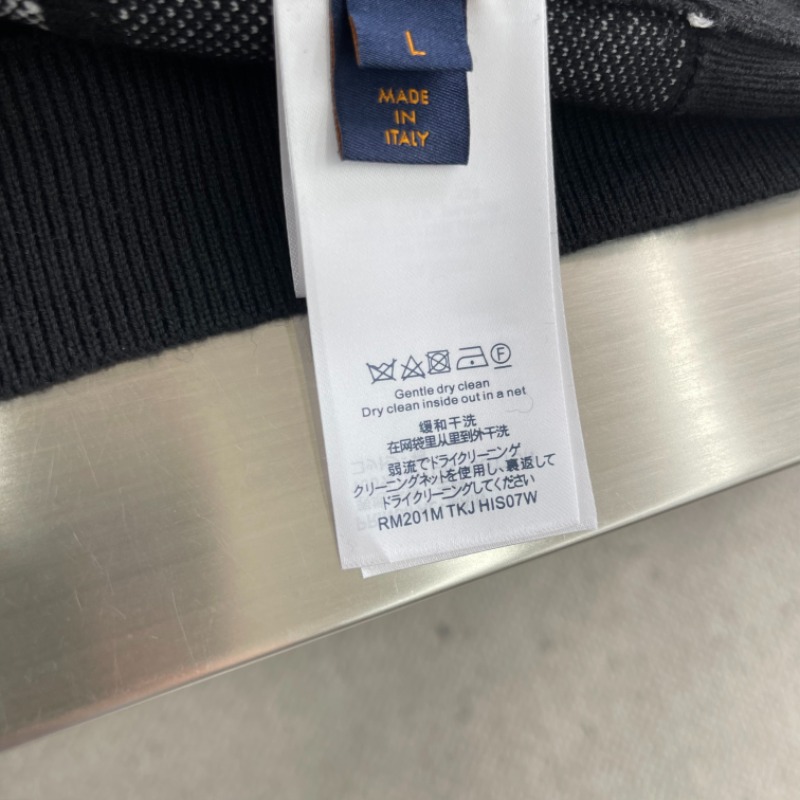 L
MADE
IN
ITALY
F
Gentle dry clean
Dry clean inside out in a net
缓和干洗
在网袋里从里到外干洗
弱流でドライクリーニング
クリーニングネットを使用し、裏返して
ドライクリーニングしてください
RM201M TKJ HIS07W